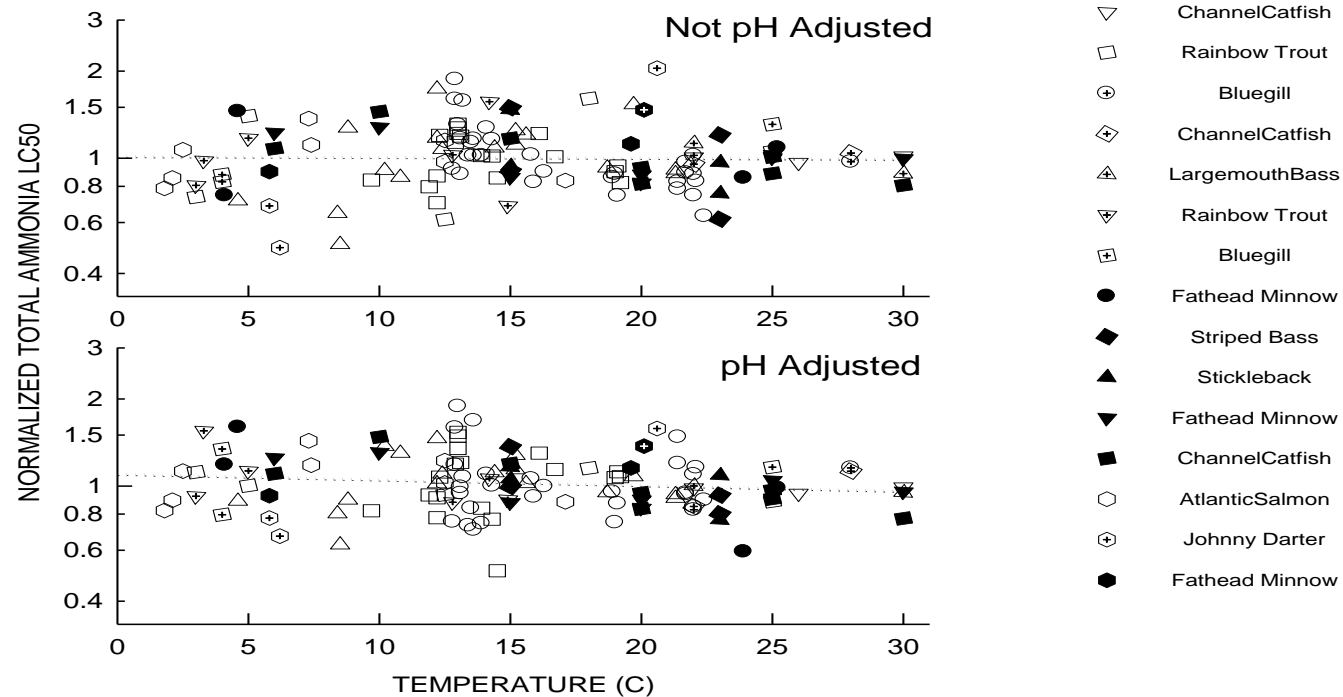 Not pH Adjusted
3
2
1.5
1
0.8
0.6
0.4
0 5 10 15 20 25 30
NORMALIZED TOTAL AMMONIA LC50
pH Adjusted
3
2
1.5
1
0.8
0.6
0.4
0 5 10 15 20 25 30
TEMPERATURE (C)
ChannelCatfish
Rainbow Trout
Bluegill
ChannelCatfish
LargemouthBass
Rainbow Trout
Bluegill
Fathead Minnow
Striped Bass
Stickleback
Fathead Minnow
ChannelCatfish
AtlanticSalmon
Johnny Darter
Fathead Minnow